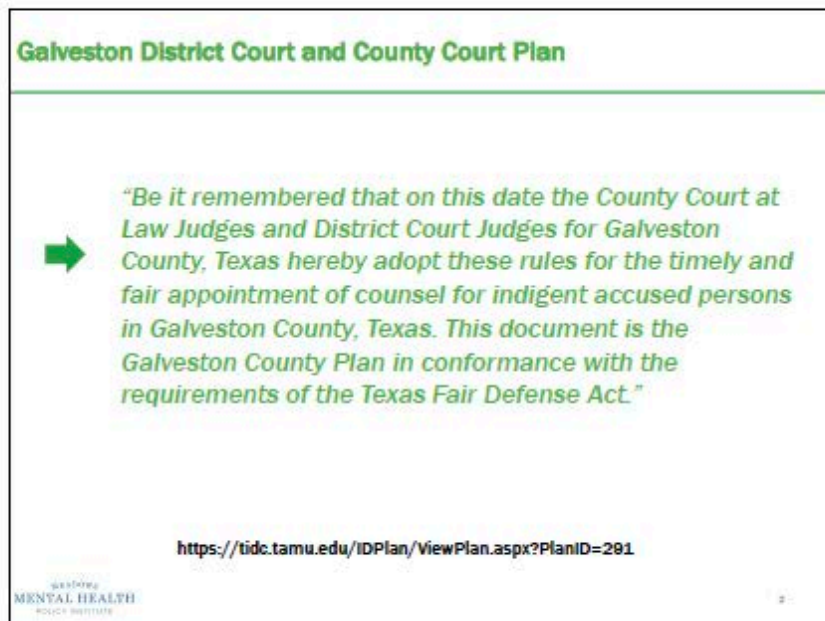 Galveston District Court and County Court Plan
“Be it remembered that on this date the County Court at
Law Judges and District Court Judges for Galveston
County, Texas hereby adopt these rules for the timely and
fair appointment of counsel for indigent accused persons
in Galveston County, Texas. This document is the
Galveston County Plan in conformance with the
requirements of the Texas Fair Defense Act.”
https://tidc.tamu.edu/IDPlan/ViewPlan.aspx?PlanID=291
MENTAL HEALTH
POLICY INSTITUTE
2